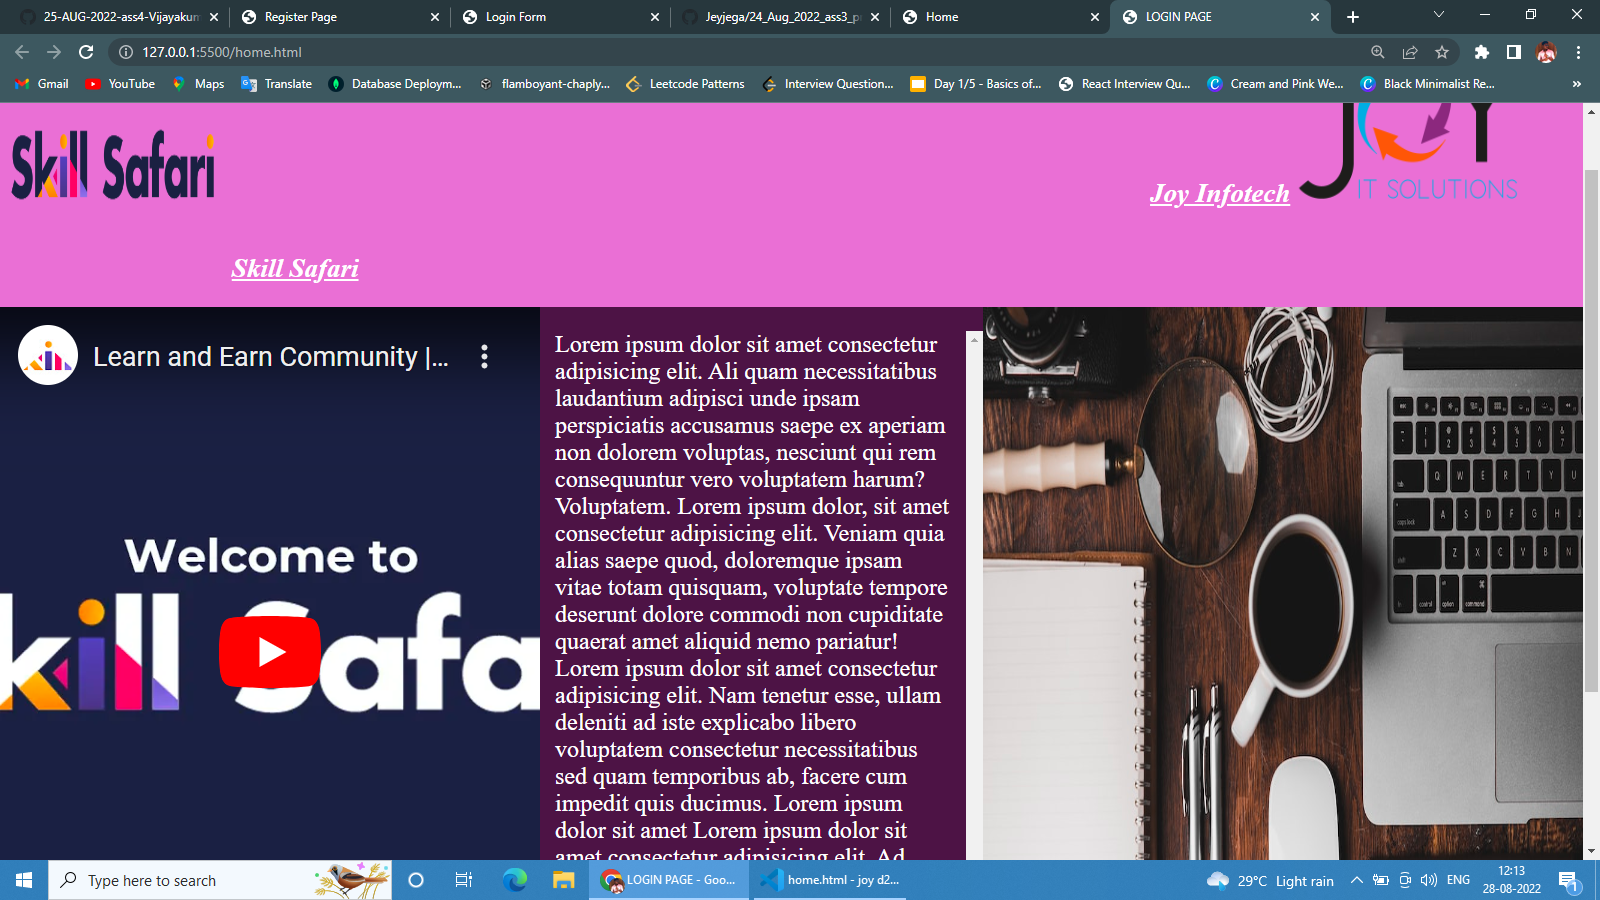 25-AUG-2022-ass4-Vijayakum
Register Page
Login Form
Jeyjega/24_Aug_2022_ass3_p
Home
LOGIN PAGE
127.0.0.1:5500/home.html
Gmail
YouTube
Maps
Translate
Database Deploym...
flamboyant-chaply...
Leetcode Patterns
Interview Question...
Day 1/5 - Basics of...
React Interview Qu...
Cream and Pink We...
Black Minimalist Re...
»
Skill Safari
JOY
IT SOLUTIONS
Joy Infotech
Skill Safari
Learn and Earn Community |...
Welcome to
kill Safa
Lorem ipsum dolor sit amet consectetur
adipisicing elit. Ali quam necessitatibus
laudantium adipisci unde ipsam
perspiciatis accusamus saepe ex aperiam
non dolorem voluptas, nesciunt qui rem
consequuntur vero voluptatem harum?
Voluptatem. Lorem ipsum dolor, sit amet
consectetur adipisicing elit. Veniam quia
alias saepe quod, doloremque ipsam
vitae totam quisquam, voluptate tempore
deserunt dolore commodi non cupiditate
quaerat amet aliquid nemo pariatur!
Lorem ipsum dolor sit amet consectetur
adipisicing elit. Nam tenetur esse, ullam
deleniti ad iste explicabo libero
voluptatem consectetur necessitatibus
sed quam temporibus ab, facere cum
impedit quis ducimus. Lorem ipsum
dolor sit amet Lorem ipsum dolor sit
amet consectetur adipisicing elit. Ad
Type here to search
LOGIN PAGE - Goo...
home.html - joy d2...
29°C Light rain
ENG
12:13
28-08-2022
1